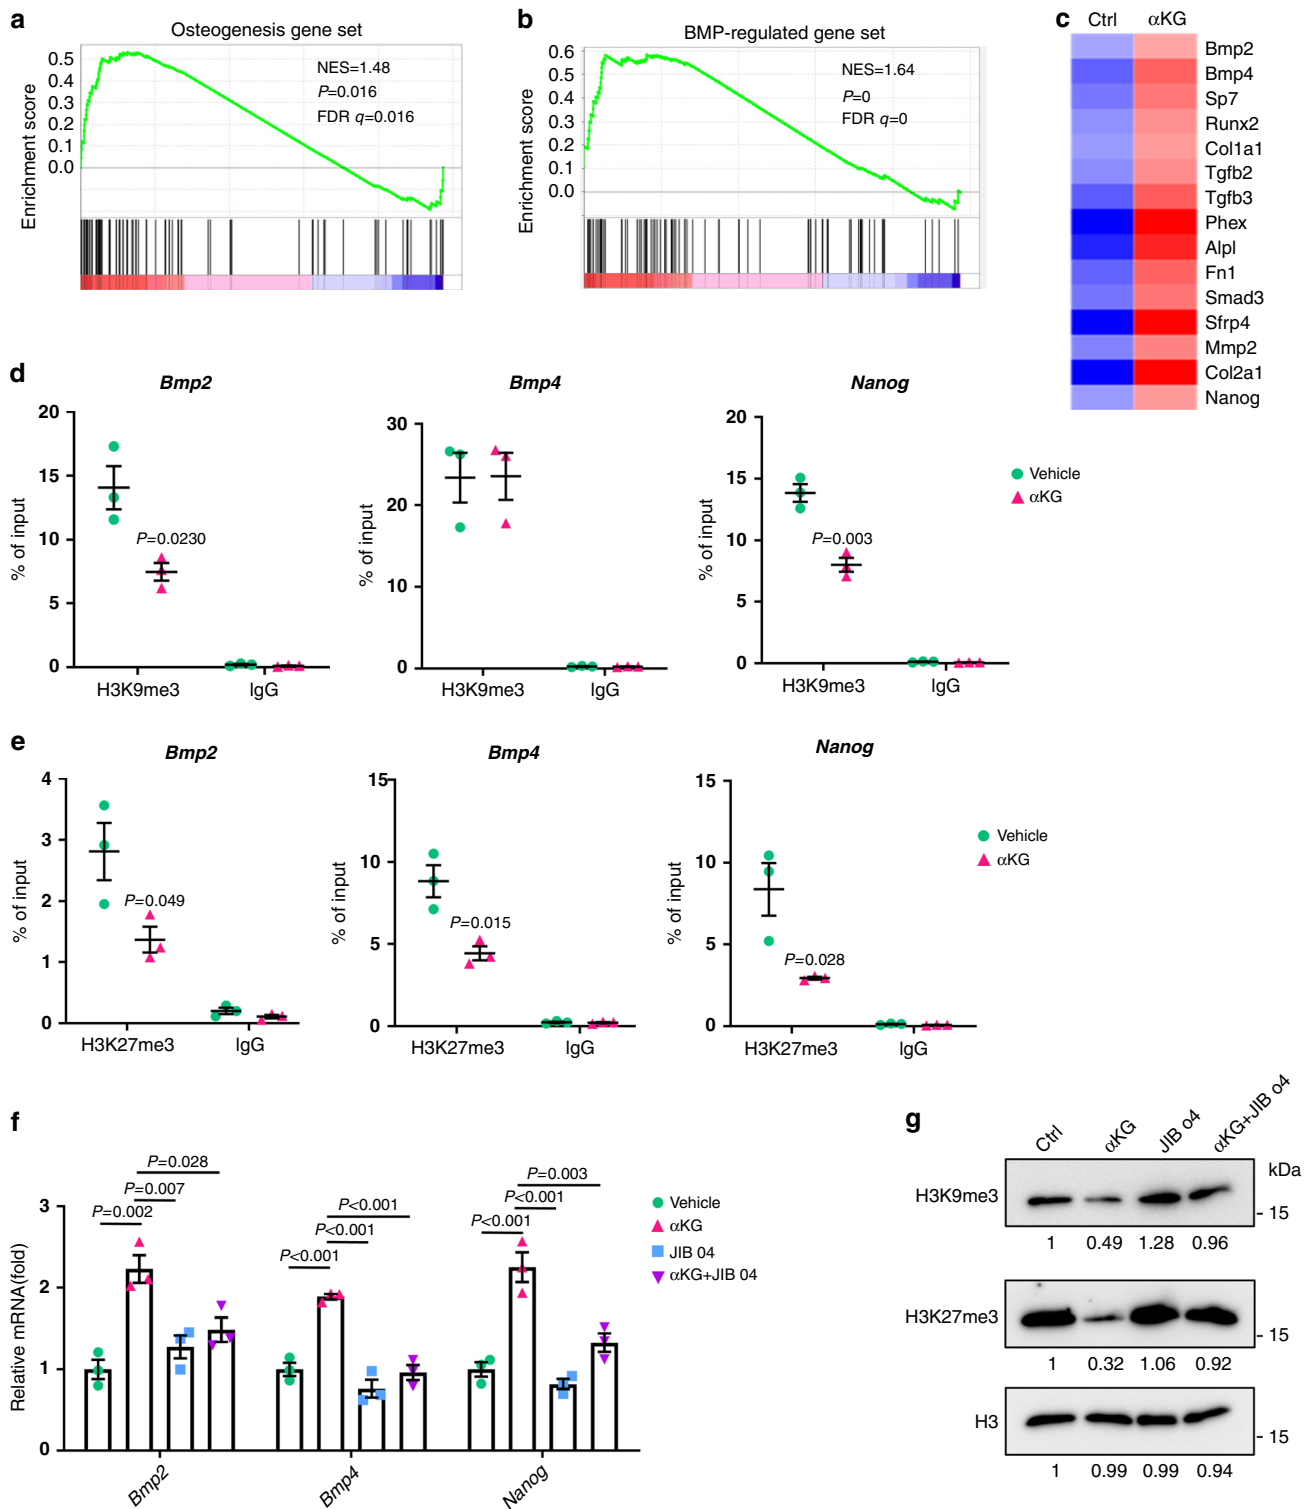 a
Osteogenesis gene set
Enrichment score
0.5
0.4
0.3
0.2
0.1
0.0
NES=1.48
P=0.016
FDR q=0.016
b
BMP-regulated gene set
Enrichment score
0.6
0.5
0.4
0.3
0.2
0.1
0.0
NES=1.64
P=0
FDR q=0
c
Ctrl αKG
Bmp2
Bmp4
Sp7
Runx2
Col1a1
Tgfb2
Tgfb3
Phex
Alpl
Fn1
Smad3
Sfrp4
Mmp2
Col2a1
Nanog
d
Bmp2
% of input
20
15
10
5
0
P=0.0230
H3K9me3 IgG
Bmp4
% of input
30
20
10
0
H3K9me3 IgG
Nanog
% of input
20
15
10
5
0
P=0.003
H3K9me3 IgG
Vehicle
αKG
e
Bmp2
% of input
4
3
2
1
0
P=0.049
H3K27me3 IgG
Bmp4
% of input
15
10
5
0
P=0.015
H3K27me3 IgG
Nanog
% of input
15
10
5
0
P=0.028
H3K27me3 IgG
Vehicle
αKG
f
Relative mRNA(fold)
3
2
1
0
P=0.028
P=0.007
P=0.002
P<0.001
P<0.001
P<0.001
P=0.003
P<0.001
P<0.001
Bmp2 Bmp4 Nanog
Vehicle
αKG
JIB 04
αKG+JIB 04
g
Ctrl αKG JIB o4 αKG+JIB o4
kDa
H3K9me3
- 15
1 0.49 1.28 0.96
H3K27me3
- 15
1 0.32 1.06 0.92
H3
- 15
1 0.99 0.99 0.94